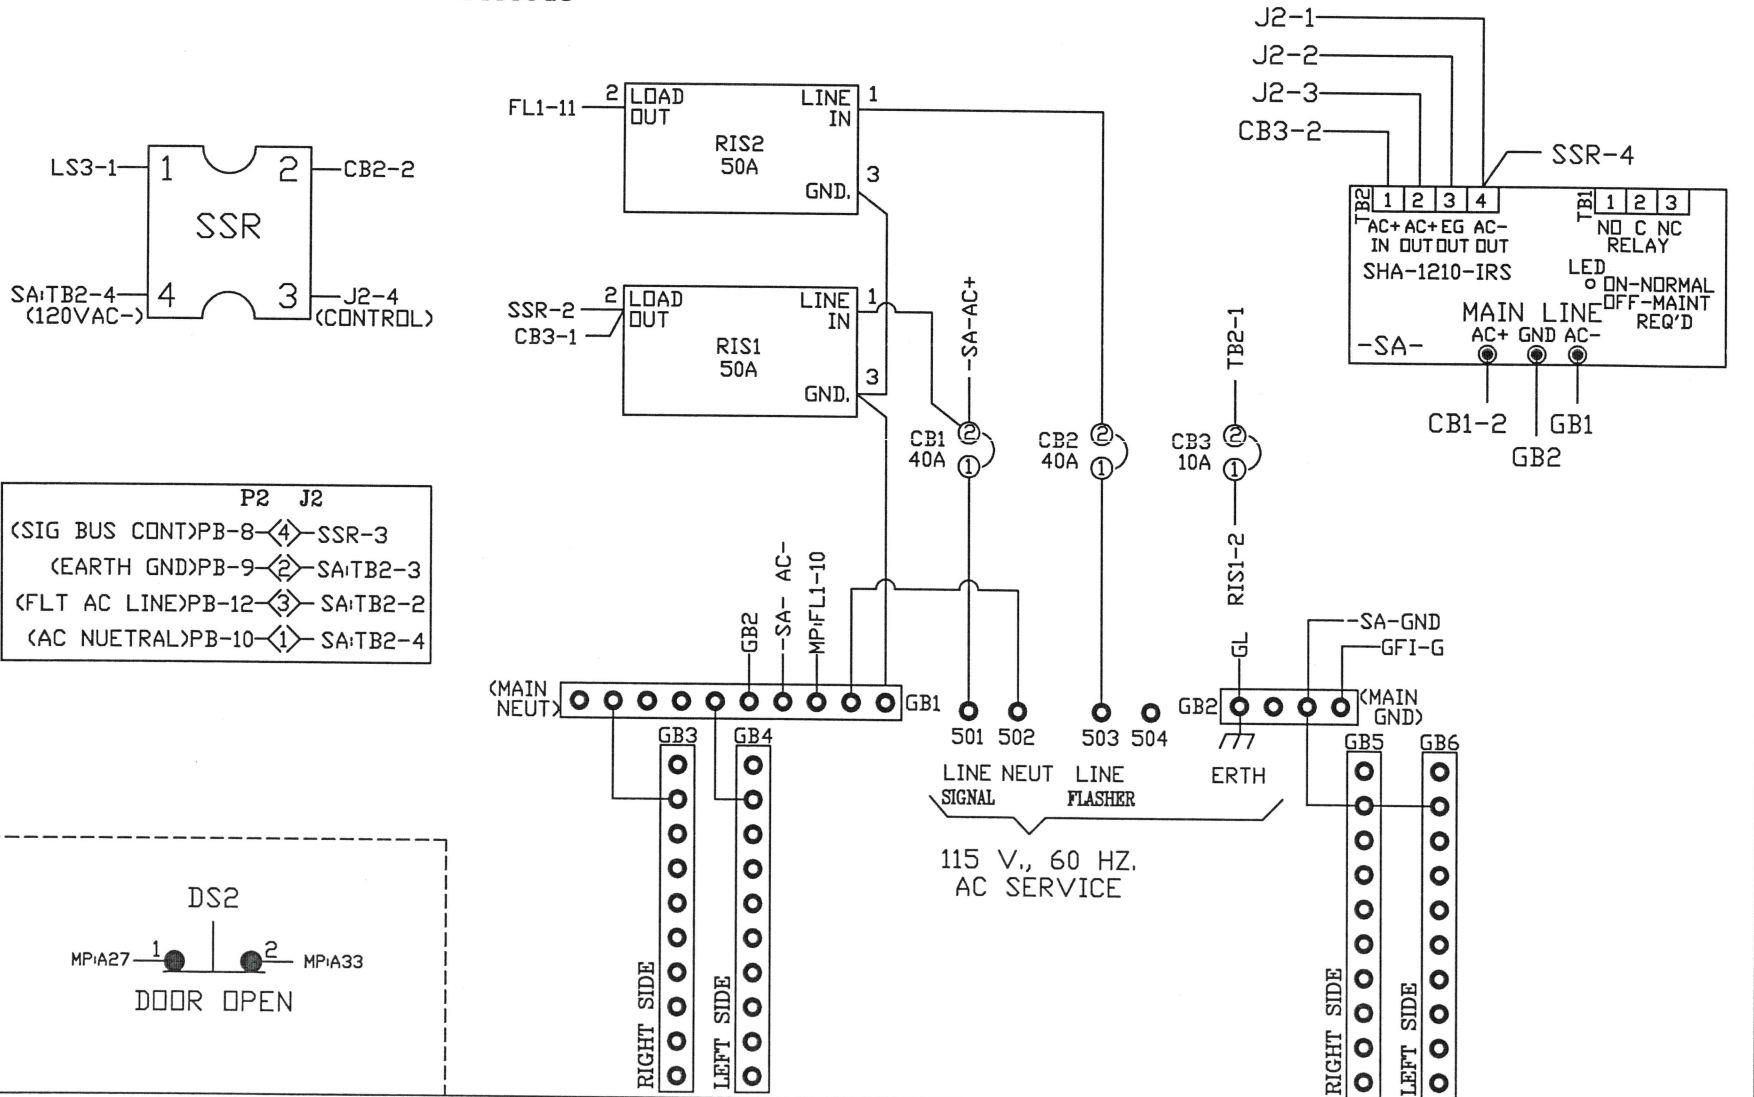 J2-1
J2-2
J2-3
CB3-2
SSR-4
TB2
1 2 3 4
AC+ AC+ EG AC-
IN OUT OUT OUT
SHA-1210-IRS
TB1
1 2 3
NO C NC
RELAY
LED
ON-NORMAL
OFF-MAINT
REQ'D
MAIN LINE
AC+ GND AC-
-SA-
CB1-2
GB2
GB1
FL1-11
2
LOAD
OUT
LINE
IN
1
RIS2
50A
GND.
3
SSR-2
CB3-1
2
LOAD
OUT
LINE
IN
1
RIS1
50A
GND.
3
LS3-1
1
2
CB2-2
SSR
SA:TB2-4
(120VAC-)
4
3
J2-4
(CONTROL)
P2 J2
(SIG BUS CONT)PB-8 4 SSR-3
(EARTH GND)PB-9 2 SA:TB2-3
(FLT AC LINE)PB-12 3 SA:TB2-2
(AC NUETRAL)PB-10 1 SA:TB2-4
-SA-AC+
CB1
40A
2
1
CB2
40A
2
1
TB2-1
CB3
10A
2
1
RIS1-2
GB2
-SA- AC-
MP:FL1-10
(MAIN
NEUT)
GB1
GB3
GB4
RIGHT SIDE
LEFT SIDE
501 502
503 504
LINE NEUT LINE
SIGNAL
FLASHER
ERTH
115 V., 60 HZ.
AC SERVICE
GL
-SA-GND
GFI-G
GB2
(MAIN
GND)
GB5
GB6
RIGHT SIDE
LEFT SIDE
DS2
MP:A27
1
2
MP:A33
DOOR OPEN